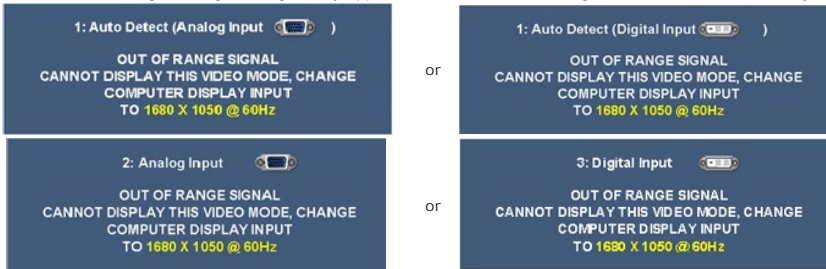 1: Auto Detect (Analog Input )
OUT OF RANGE SIGNAL
CANNOT DISPLAY THIS VIDEO MODE, CHANGE
COMPUTER DISPLAY INPUT
TO 1680 X 1050 @ 60Hz
or
1: Auto Detect (Digital Input )
OUT OF RANGE SIGNAL
CANNOT DISPLAY THIS VIDEO MODE, CHANGE
COMPUTER DISPLAY INPUT
TO 1680 X 1050 @ 60Hz
2: Analog Input
OUT OF RANGE SIGNAL
CANNOT DISPLAY THIS VIDEO MODE, CHANGE
COMPUTER DISPLAY INPUT
TO 1680 X 1050 @ 60Hz
or
3: Digital Input
OUT OF RANGE SIGNAL
CANNOT DISPLAY THIS VIDEO MODE, CHANGE
COMPUTER DISPLAY INPUT
TO 1680 X 1050 @ 60Hz